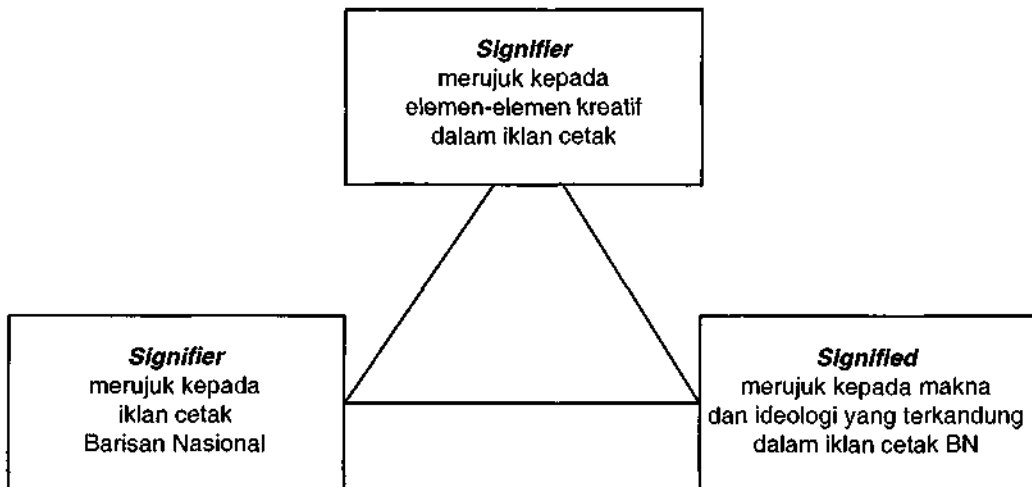 Signifier
merujuk kepada
elemen-elemen kreatif
dalam iklan cetak
Signifier
merujuk kepada
iklan cetak
Barisan Nasional
Signified
merujuk kepada makna
dan ideologi yang terkandung
dalam iklan cetak BN